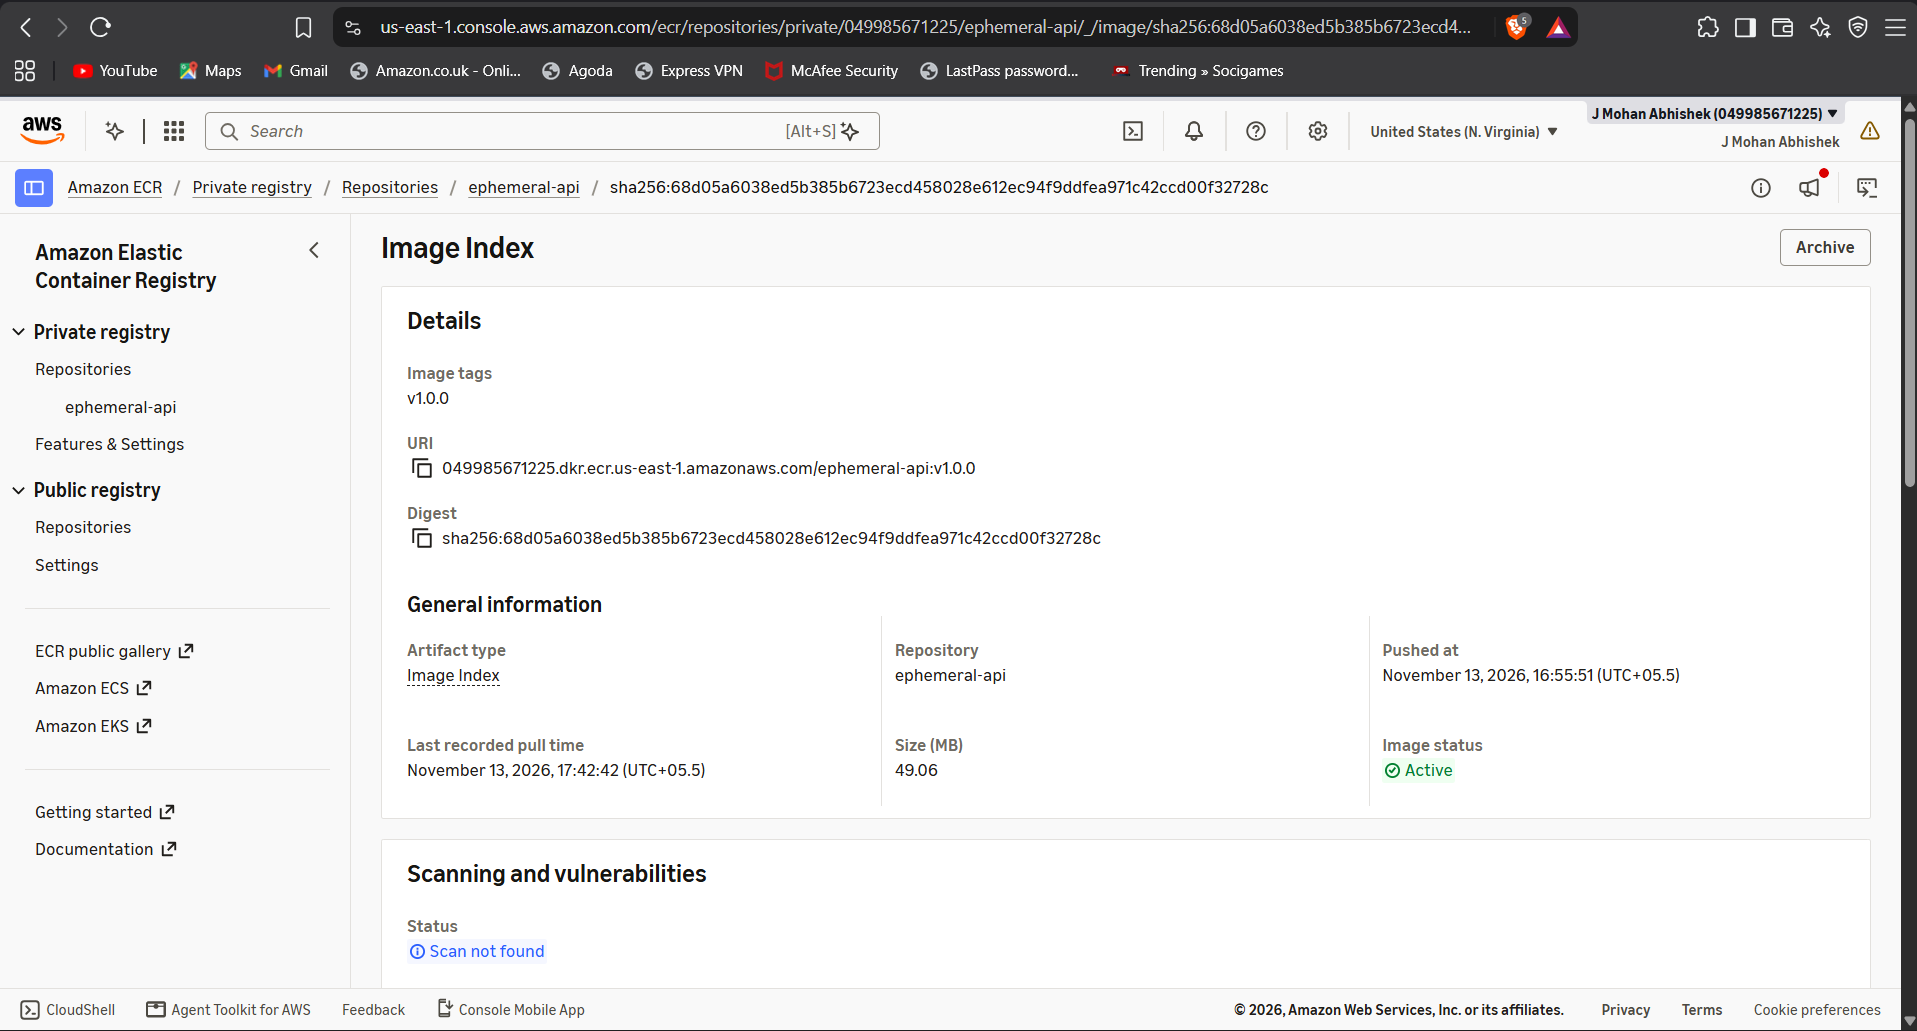 us-east-1.console.aws.amazon.com/ecr/repositories/private/049985671225/ephemeral-api/_/image/sha256:68d05a6038ed5b385b6723ecd4...
5
YouTube
Maps
Gmail
Amazon.co.uk - Onli...
Agoda
Express VPN
McAfee Security
LastPass password...
Trending » Socigames
aws
Search
[Alt+S]
United States (N. Virginia)
J Mohan Abhishek (049985671225)
J Mohan Abhishek
Amazon ECR / Private registry / Repositories / ephemeral-api / sha256:68d05a6038ed5b385b6723ecd458028e612ec94f9ddfea971c42ccd00f32728c
Amazon Elastic
Container Registry
Private registry
Repositories
ephemeral-api
Features & Settings
Public registry
Repositories
Settings
ECR public gallery
Amazon ECS
Amazon EKS
Getting started
Documentation
Image Index
Archive
Details
Image tags
v1.0.0
URI
049985671225.dkr.ecr.us-east-1.amazonaws.com/ephemeral-api:v1.0.0
Digest
sha256:68d05a6038ed5b385b6723ecd458028e612ec94f9ddfea971c42ccd00f32728c
General information
Artifact type
Image Index
Repository
ephemeral-api
Pushed at
November 13, 2026, 16:55:51 (UTC+05.5)
Last recorded pull time
November 13, 2026, 17:42:42 (UTC+05.5)
Size (MB)
49.06
Image status
Active
Scanning and vulnerabilities
Status
Scan not found
CloudShell
Agent Toolkit for AWS
Feedback
Console Mobile App
© 2026, Amazon Web Services, Inc. or its affiliates.
Privacy
Terms
Cookie preferences